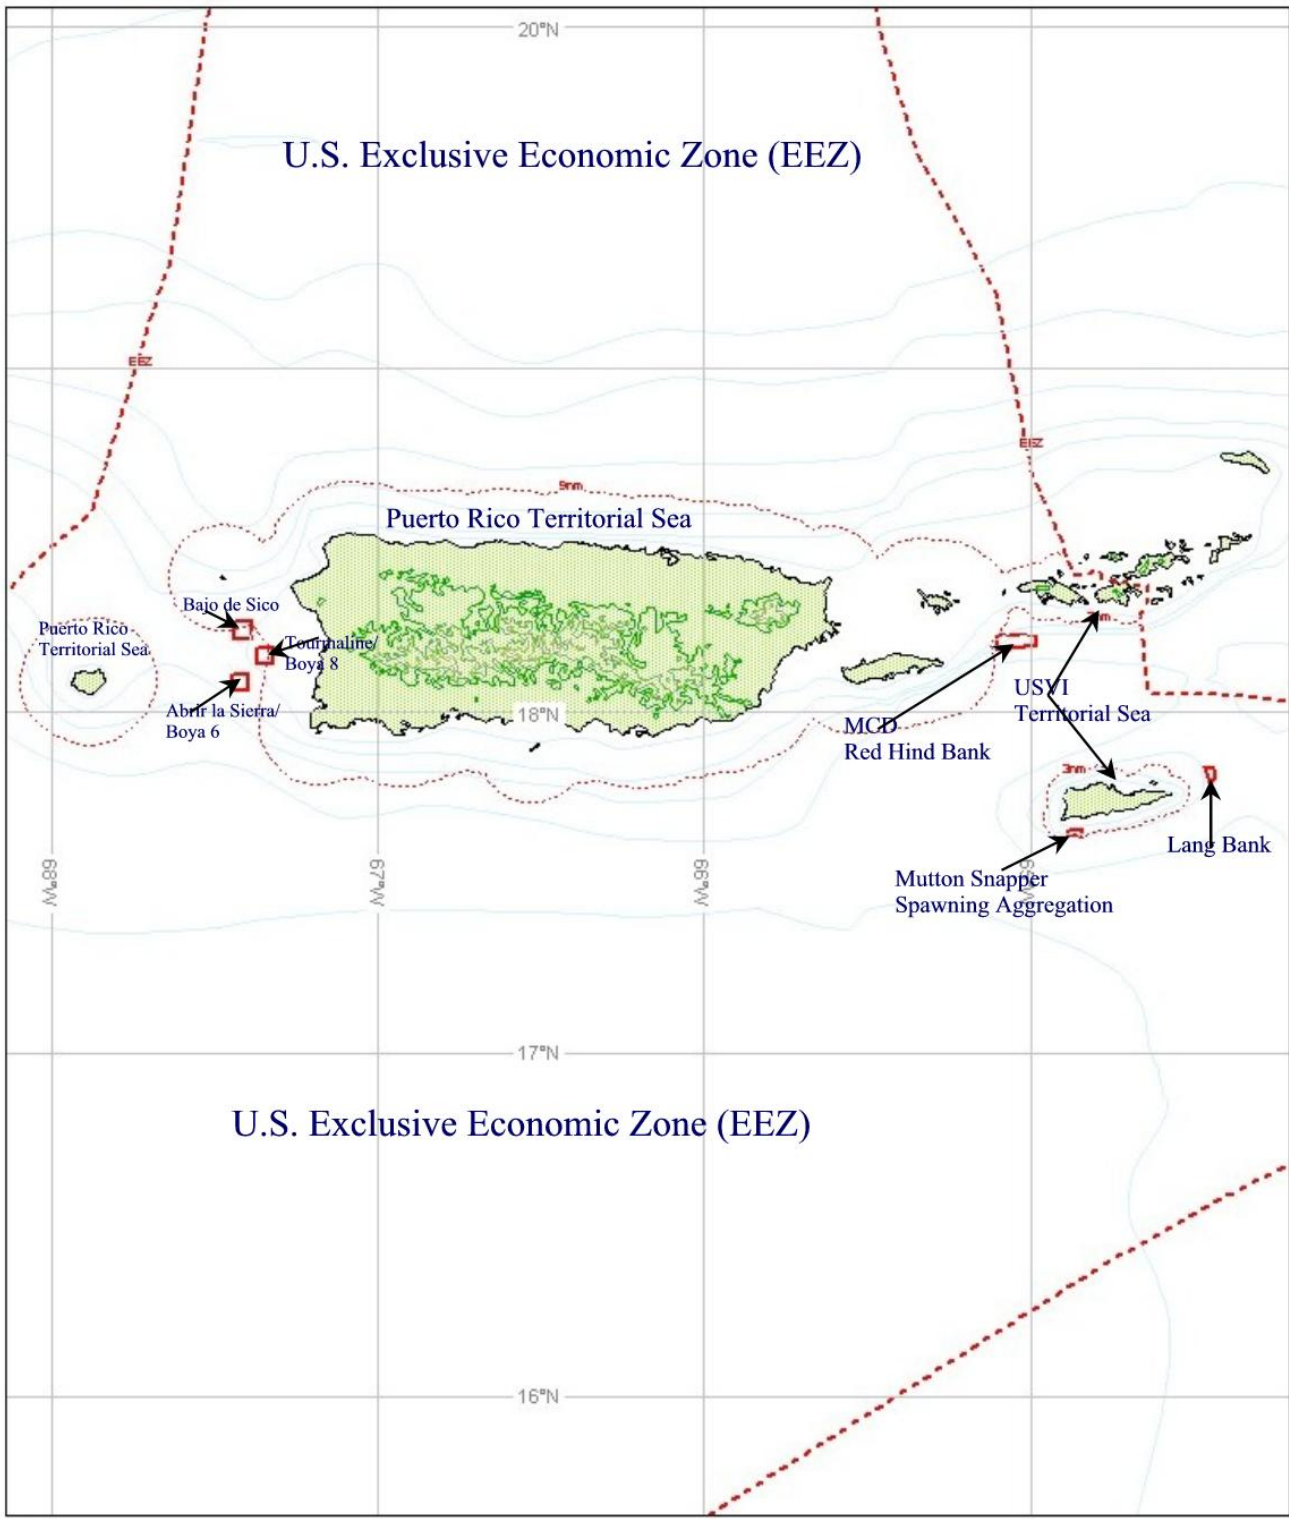 20°N
U.S. Exclusive Economic Zone (EEZ)
EEZ
EEZ
9nm
Puerto Rico Territorial Sea
Bajo de Sico
Puerto Rico
Territorial Sea
Tourmaline/
Boya 8
Abrir la Sierra/
Boya 6
18°N
USVI
Territorial Sea
MCD
Red Hind Bank
3nm
Lang Bank
68°W
67°W
66°W
Mutton Snapper
Spawning Aggregation
17°N
U.S. Exclusive Economic Zone (EEZ)
16°N